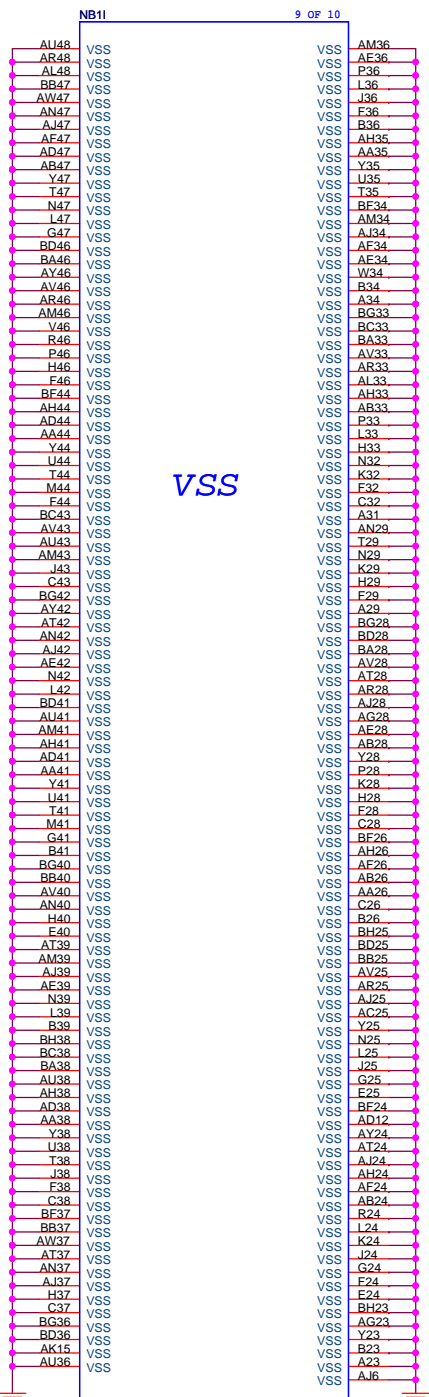 NB1I 9 OF 10
AU48 VSS VSS AM36
AR48 VSS VSS AE36
AL48 VSS VSS P36
BB47 VSS VSS L36
AW47 VSS VSS J36
AN47 VSS VSS F36
AJ47 VSS VSS B36
AF47 VSS VSS AH35
AD47 VSS VSS AA35
AB47 VSS VSS Y35
Y47 VSS VSS U35
T47 VSS VSS T35
N47 VSS VSS BF34
L47 VSS VSS AM34
G47 VSS VSS AJ34
BD46 VSS VSS AF34
BA46 VSS VSS AE34
AY46 VSS VSS W34
AV46 VSS VSS B34
AR46 VSS VSS A34
AM46 VSS VSS BG33
V46 VSS VSS BC33
R46 VSS VSS BA33
P46 VSS VSS AV33
H46 VSS VSS AR33
F46 VSS VSS AL33
BF44 VSS VSS AH33
AH44 VSS VSS AB33
AD44 VSS VSS P33
AA44 VSS VSS L33
Y44 VSS VSS H33
U44 VSS VSS N32
T44 VSS VSS K32
VSS
M44 VSS VSS F32
F44 VSS VSS C32
BC43 VSS VSS A31
AV43 VSS VSS AN29
AU43 VSS VSS T29
AM43 VSS VSS N29
J43 VSS VSS K29
C43 VSS VSS H29
BG42 VSS VSS F29
AY42 VSS VSS A29
AT42 VSS VSS BG28
AN42 VSS VSS BD28
AJ42 VSS VSS BA28
AE42 VSS VSS AV28
N42 VSS VSS AT28
L42 VSS VSS AR28
BD41 VSS VSS AJ28
AU41 VSS VSS AG28
AM41 VSS VSS AE28
AH41 VSS VSS AB28
AD41 VSS VSS Y28
AA41 VSS VSS P28
Y41 VSS VSS K28
U41 VSS VSS H28
T41 VSS VSS F28
M41 VSS VSS C28
G41 VSS VSS BF26
B41 VSS VSS AH26
BG40 VSS VSS AF26
BB40 VSS VSS AB26
AV40 VSS VSS AA26
AN40 VSS VSS C26
H40 VSS VSS B26
E40 VSS VSS BH25
AT39 VSS VSS BD25
AM39 VSS VSS BB25
AJ39 VSS VSS AV25
AE39 VSS VSS AR25
N39 VSS VSS AJ25
L39 VSS VSS AC25
B39 VSS VSS Y25
BH38 VSS VSS N25
BC38 VSS VSS L25
BA38 VSS VSS J25
AU38 VSS VSS G25
AH38 VSS VSS E25
AD38 VSS VSS BF24
AA38 VSS VSS AD12
Y38 VSS VSS AY24
U38 VSS VSS AT24
T38 VSS VSS AJ24
J38 VSS VSS AH24
F38 VSS VSS AF24
C38 VSS VSS AB24
BF37 VSS VSS R24
BB37 VSS VSS L24
AW37 VSS VSS K24
AT37 VSS VSS J24
AN37 VSS VSS G24
AJ37 VSS VSS F24
H37 VSS VSS E24
C37 VSS VSS BH23
BG36 VSS VSS AG23
BD36 VSS VSS Y23
AK15 VSS VSS B23
AU36 VSS VSS A23
VSS AJ6